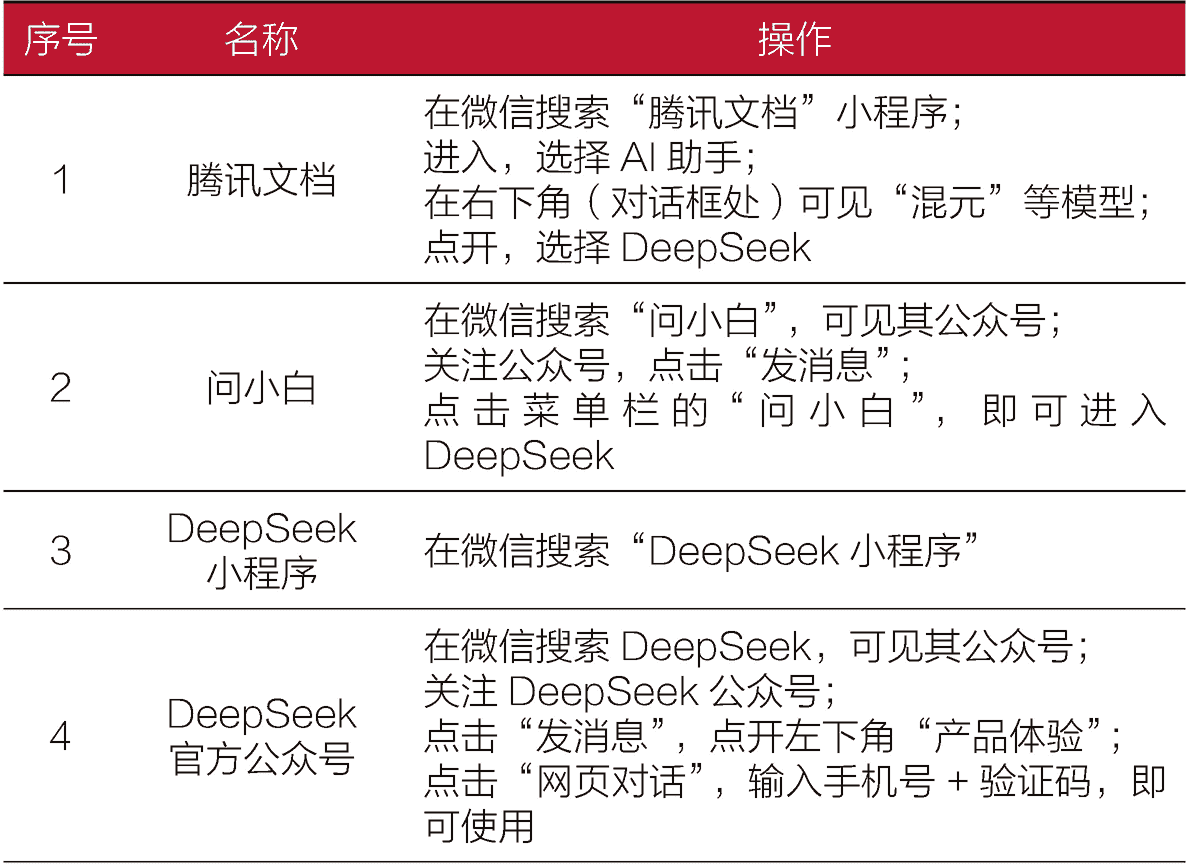 序号 名称 操作
1 腾讯文档
在微信搜索“腾讯文档”小程序；
进入，选择 AI 助手；
在右下角（对话框处）可见“混元”等模型；
点开，选择 DeepSeek
2 问小白
在微信搜索“问小白”，可见其公众号；
关注公众号，点击“发消息”；
点击菜单栏的“问小白”，即可进入
DeepSeek
3
DeepSeek
小程序
在微信搜索“DeepSeek 小程序”
4
DeepSeek
官方公众号
在微信搜索 DeepSeek，可见其公众号；
关注 DeepSeek 公众号；
点击“发消息”，点开左下角“产品体验”；
点击“网页对话”，输入手机号 + 验证码，即
可使用